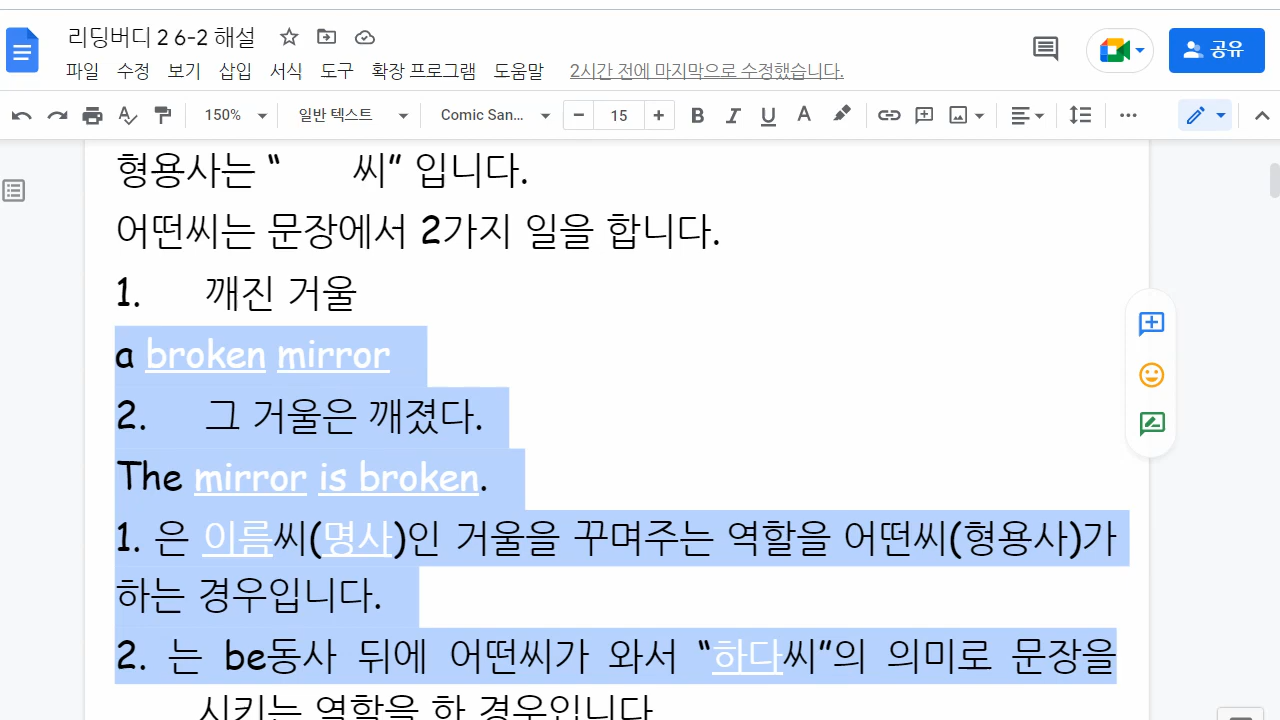 리딩버디 2 6-2 해설
파일 수정 보기 삽입 서식 도구 확장 프로그램 도움말 2시간 전에 마지막으로 수정했습니다.
공유
150% 일반 텍스트 Comic San... 15 B I U A
형용사는 “ 씨” 입니다.
어떤씨는 문장에서 2가지 일을 합니다.
1. 깨진 거울
a broken mirror
2. 그 거울은 깨졌다.
The mirror is broken.
1. 은 이름씨(명사)인 거울을 꾸며주는 역할을 어떤씨(형용사)가
하는 경우입니다.
2. 는 be동사 뒤에 어떤씨가 와서 “하다씨”의 의미로 문장을
시키는 역할을 한 경우입니다